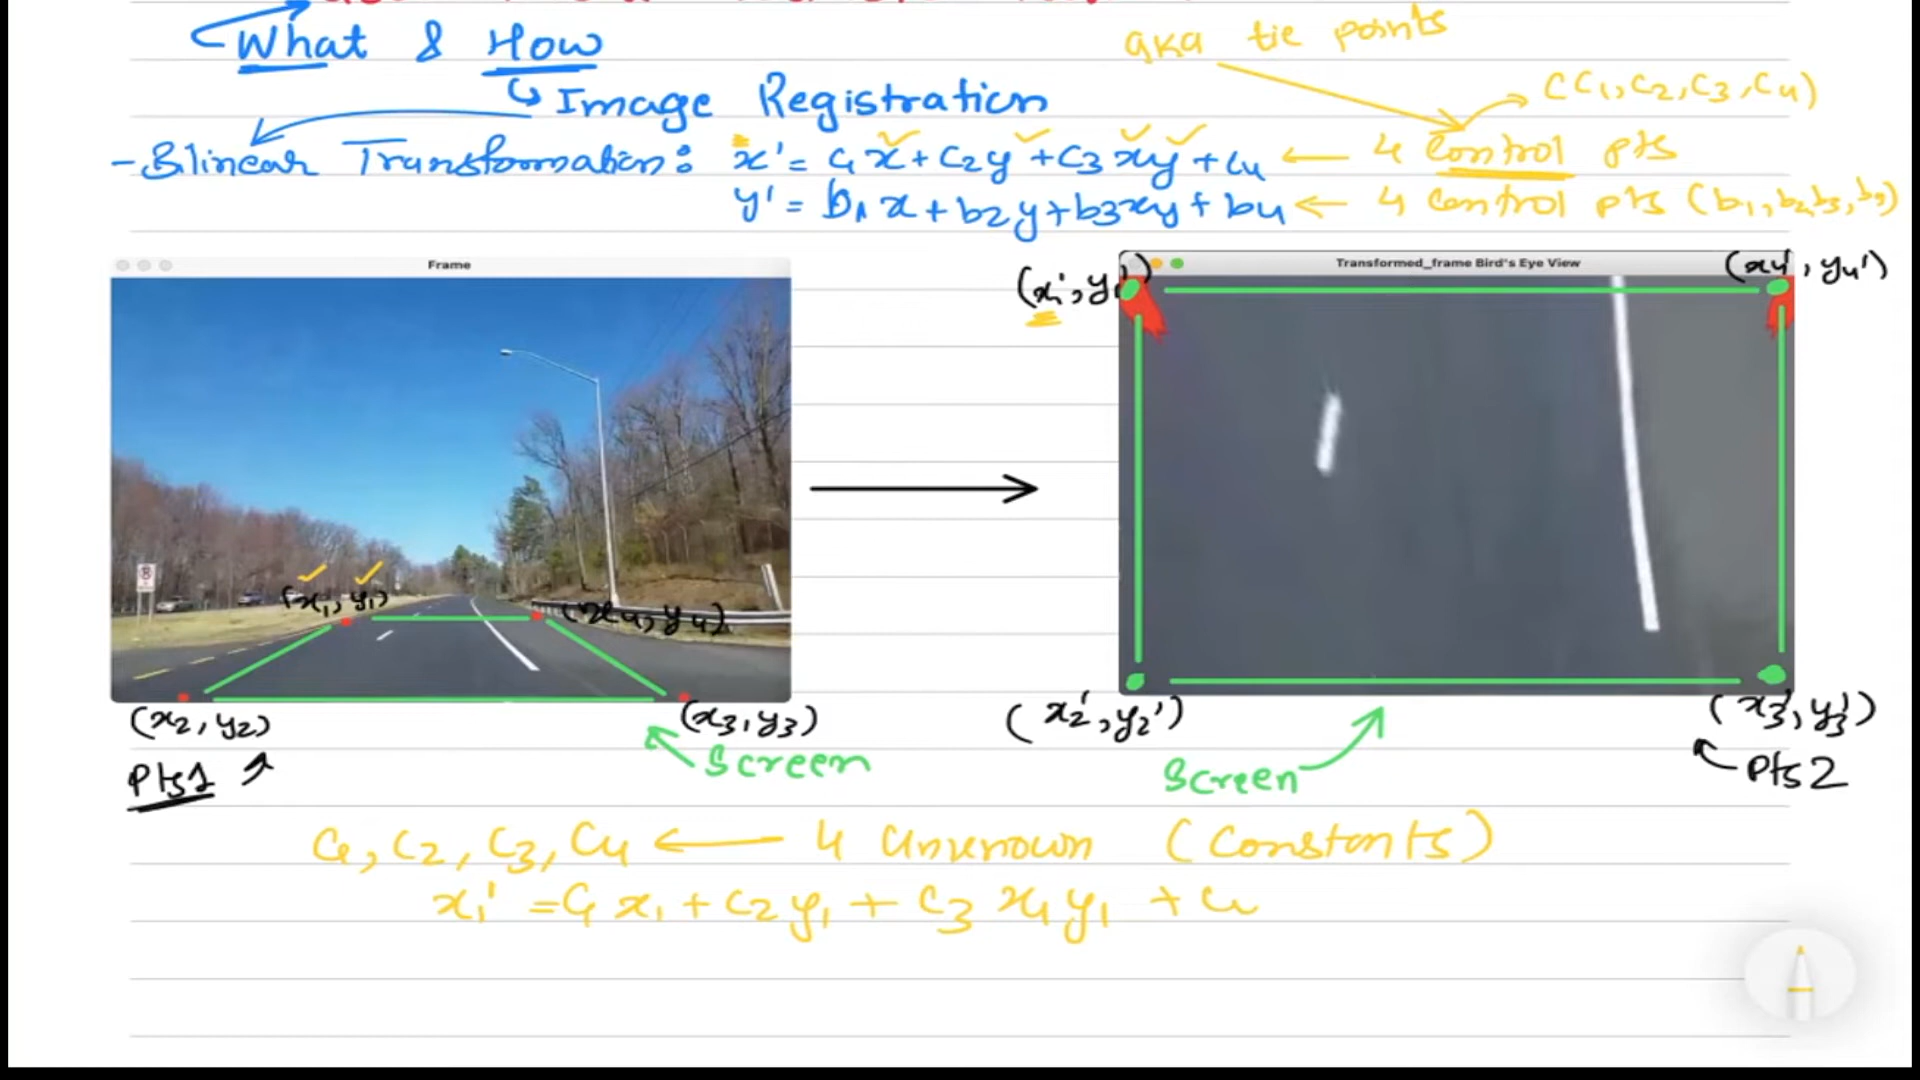 What & How
aka tie points
Image Registration
(C1, C2, C3, C4)
- Bilinear Transformation: x' = C1x + C2y + C3xy + C4 ← 4 Control pts
y' = b1x + b2y + b3xy + b4 ← 4 Control pts (b1, b2, b3, b4)
Frame
Transformed_frame Bird's Eye View
(x1', y1')
(x4', y4')
(x1, y1)
(x4, y4)
(x2, y2)
(x3, y3)
(x2', y2')
(x3', y3')
Pts1
Screen
Screen
Pts2
C1, C2, C3, C4 ← 4 Unknown (Constants)
x1' = C1x1 + C2y1 + C3x1y1 + C4